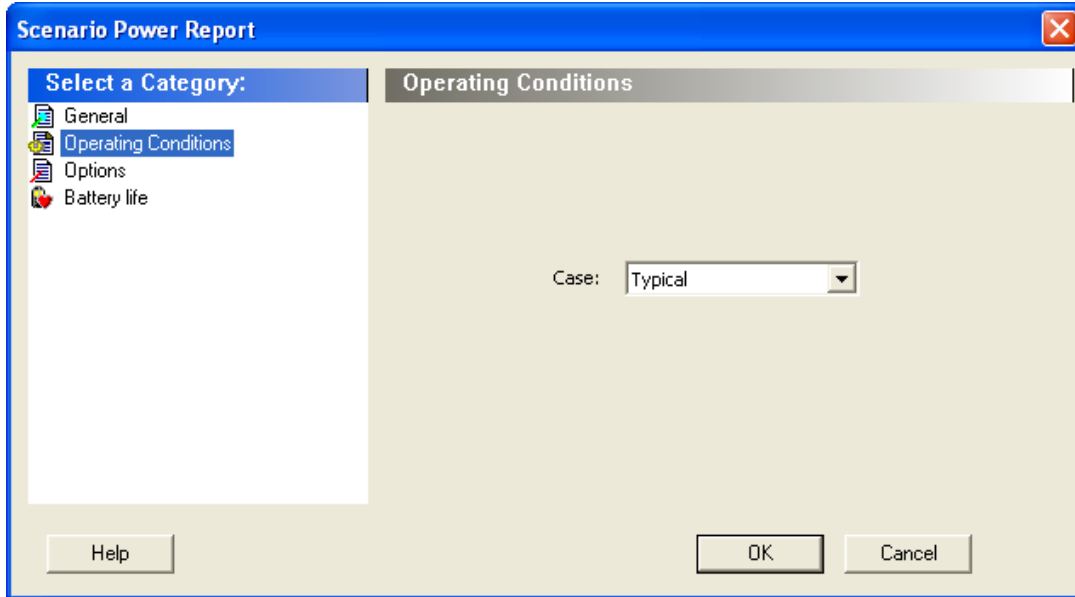 Scenario Power Report
Select a Category:
General
Operating Conditions
Options
Battery life
Operating Conditions
Case: Typical
Help
OK
Cancel